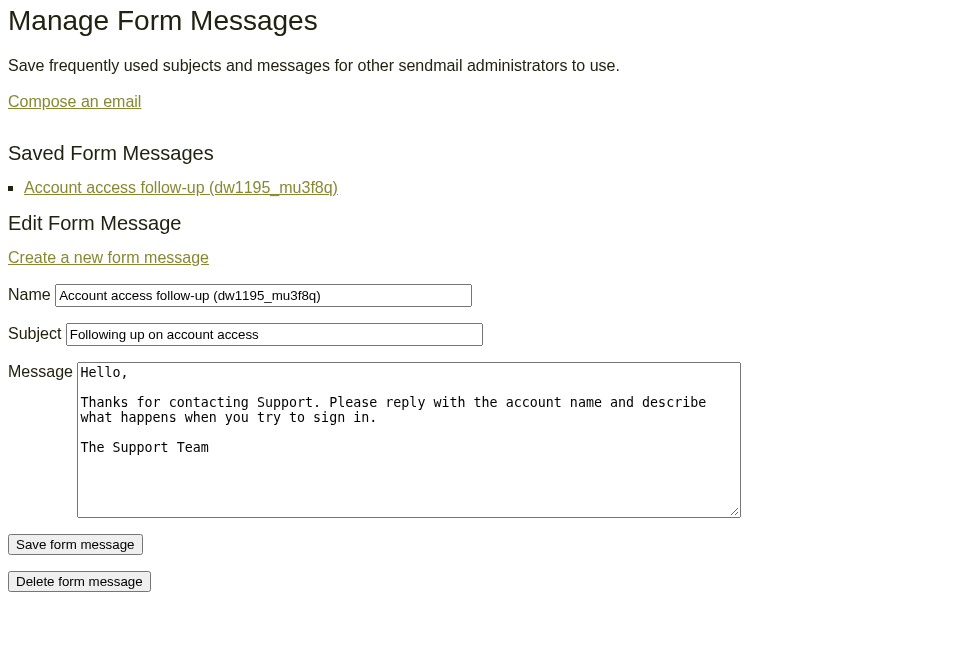 Manage Form Messages
Save frequently used subjects and messages for other sendmail administrators to use.
Compose an email
Saved Form Messages
Account access follow-up (dw1195_mu3f8q)
Edit Form Message
Create a new form message
Name Account access follow-up (dw1195_mu3f8q)
Subject Following up on account access
Message Hello,
Thanks for contacting Support. Please reply with the account name and describe
what happens when you try to sign in.
The Support Team
Save form message
Delete form message